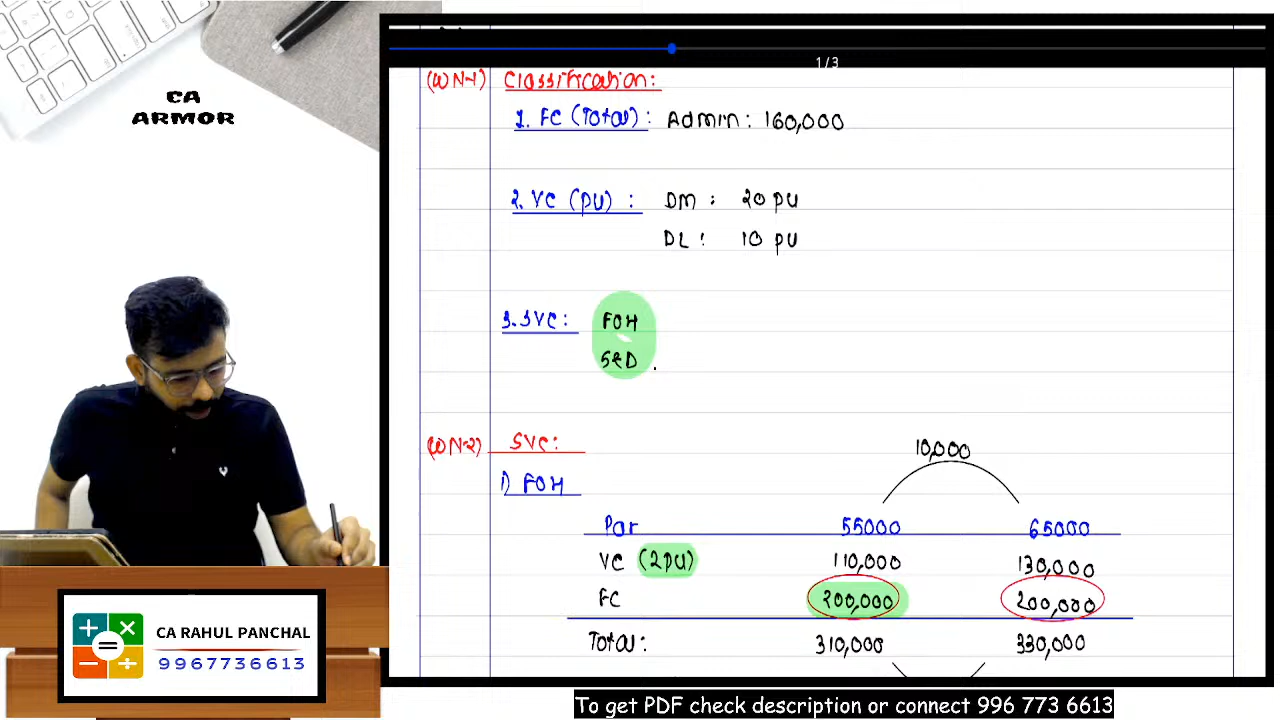 CA
ARMOR
1/3
(WN-1) Classification:
1. FC (Total) : Admin: 160,000
2. VC (PU) : DM : 20 PU
DL : 10 PU
3. SVC: FOH
S&D
(WN-2) SVC:
10,000
1) FOH
Par 55000 65000
VC (2PU) 110,000 130,000
FC 200,000 200,000
Total: 310,000 330,000
CA RAHUL PANCHAL
9967736613
To get PDF check description or connect 996 773 6613